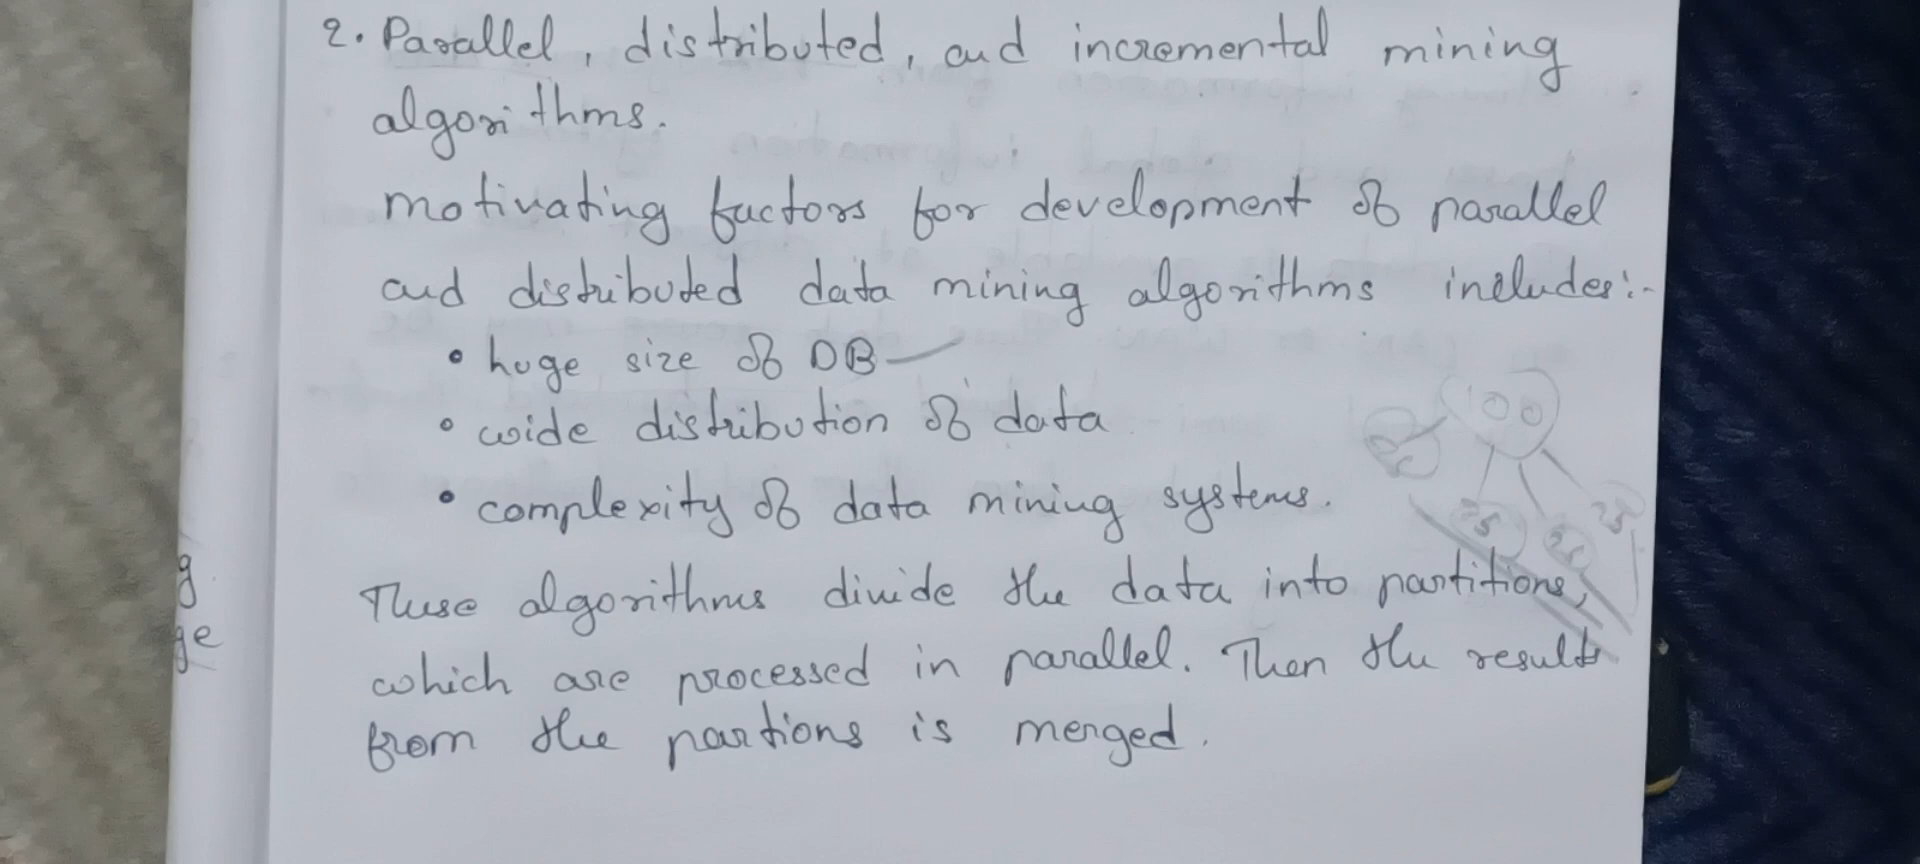 2. Parallel, distributed, and incremental mining
algorithms.
motivating factors for development of parallel
and distributed data mining algorithms includes:-
• huge size of DB
• wide distribution of data
• complexity of data mining systems.
These algorithms divide the data into partitions,
which are processed in parallel. Then the results
from the partions is merged.
g.
ge